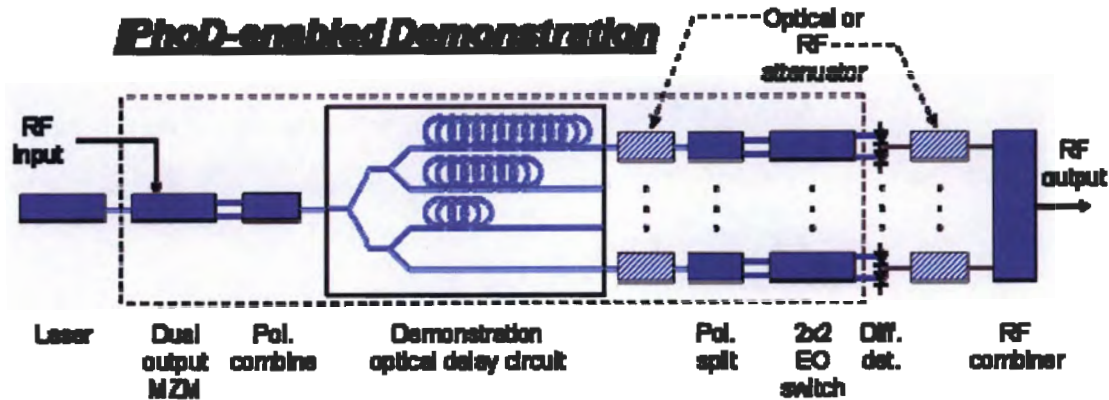 iPhoD-enabled Demonstration
Optical or
RF
attenuator
RF
input
RF
output
Laser
Dual
output
MZM
Pol.
combine
Demonstration
optical delay circuit
Pol.
split
2x2
EO
switch
Diff.
det.
RF
combiner